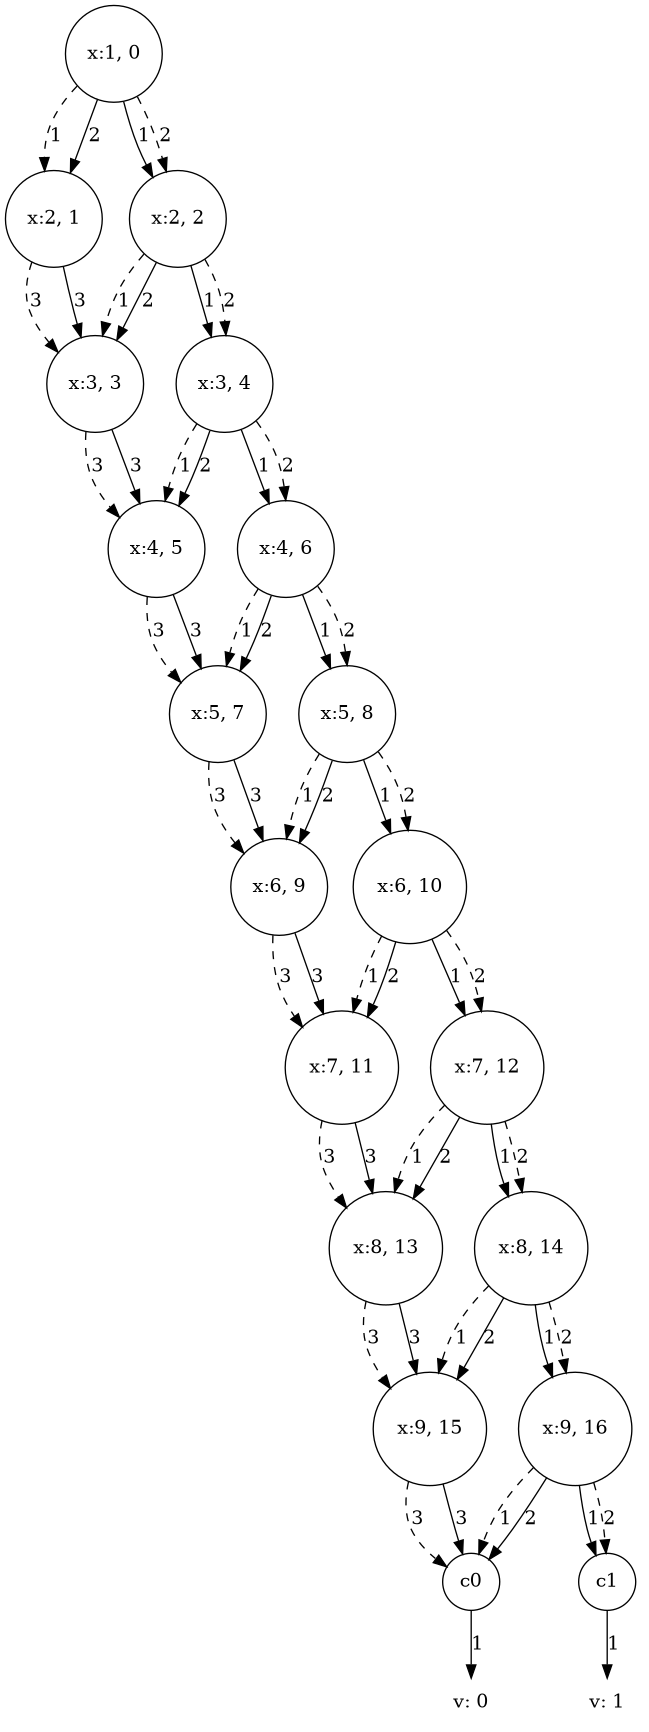 x:1, 0
1 2 1 2
x:2, 1 x:2, 2
3 3 1 2 1 2
x:3, 3 x:3, 4
3 3 1 2 1 2
x:4, 5 x:4, 6
3 3 1 2 1 2
x:5, 7 x:5, 8
3 3 1 2 1 2
x:6, 9 x:6, 10
3 3 1 2 1 2
x:7, 11 x:7, 12
3 3 1 2 1 2
x:8, 13 x:8, 14
3 3 1 2 1 2
x:9, 15 x:9, 16
3 3 1 2 1 2
c0 c1
1 1
v: 0 v: 1